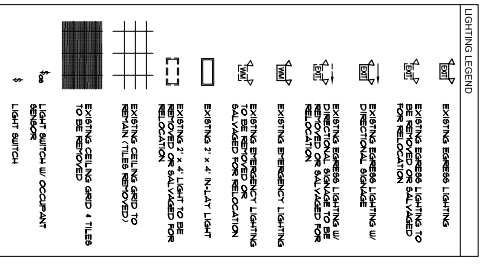 LIGHTING LEGEND
EXIT
EXISTING EGRESS LIGHTING
EXIT
EXISTING EGRESS LIGHTING TO
BE REMOVED OR SALVAGED
FOR RELOCATION
EXIT
EXISTING EGRESS LIGHTING W/
DIRECTIONAL SIGNAGE
EXIT
EXISTING EGRESS LIGHTING W/
DIRECTIONAL SIGNAGE TO BE
REMOVED OR SALVAGED FOR
RELOCATION
WM
EXISTING EMERGENCY LIGHTING
WM
EXISTING EMERGENCY LIGHTING
TO BE REMOVED OR
SALVAGED FOR RELOCATION
EXISTING 2' x 4' IN-LAY LIGHT
EXISTING 2' x 4' LIGHT TO BE
REMOVED OR SALVAGED FOR
RELOCATION
EXISTING CEILING GRID TO
REMAIN (TILES REMOVED)
EXISTING CEILING GRID & TILES
TO BE REMOVED
$ os
LIGHT SWITCH W/ OCCUPANT
SENSOR
$
LIGHT SWITCH